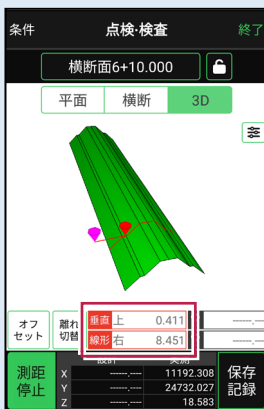 条件 点検・検査 終了
横断面6+10.000
平面 横断 3D
オフセット 離れ切替 垂直 上 0.411 -----.---
線形 右 8.451 -----.---
測距停止 設計 実測 保存記録
X -----.--- 11192.308
Y -----.--- 24732.027
Z -----.--- 18.583